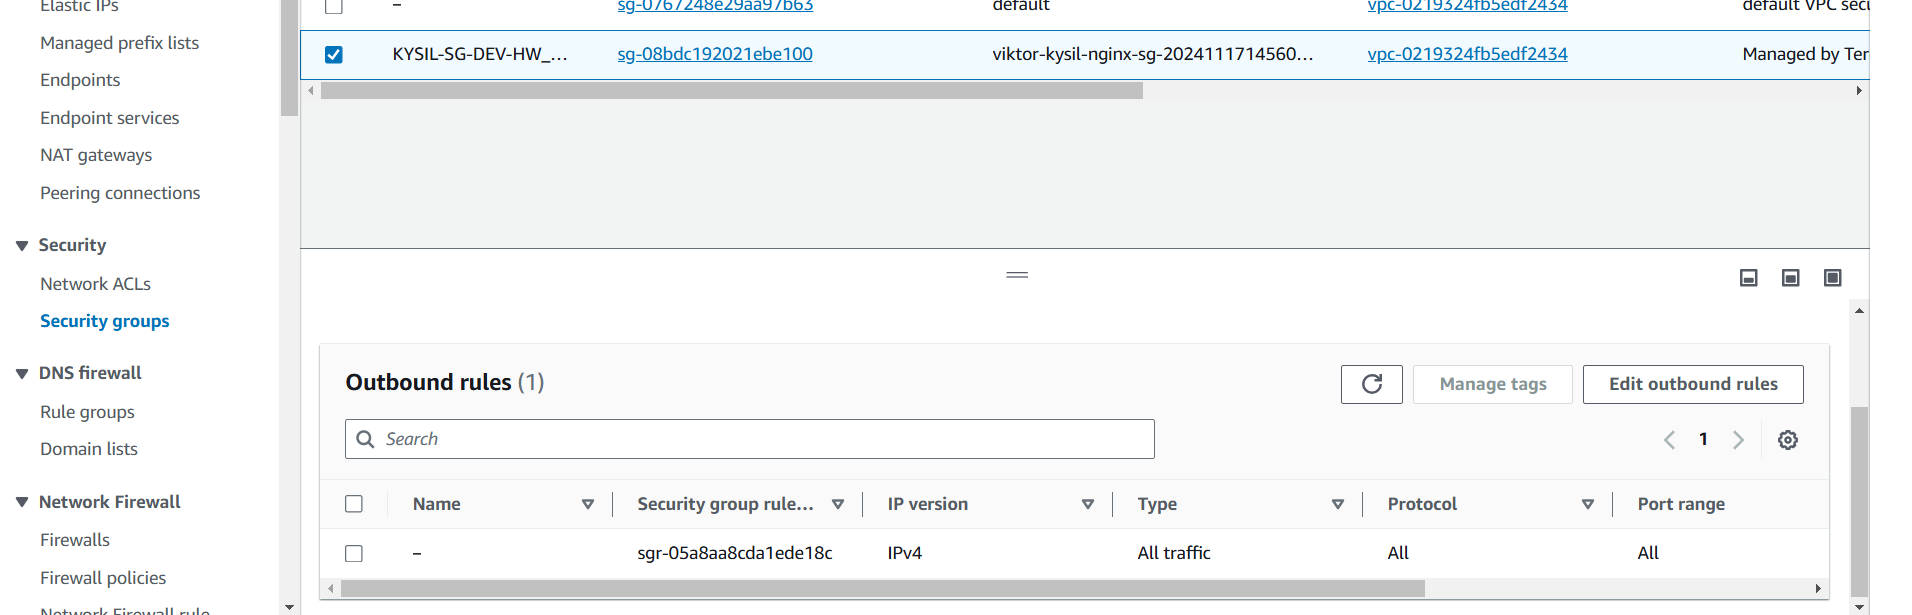 Elastic IPs
Managed prefix lists
Endpoints
Endpoint services
NAT gateways
Peering connections
Security
Network ACLs
Security groups
DNS firewall
Rule groups
Domain lists
Network Firewall
Firewalls
Firewall policies
Network Firewall rule
– sg-0767248e29aa97b63 default vpc-0219324fb5edf2434 default VPC secu
KYSIL-SG-DEV-HW_... sg-08bdc192021ebe100 viktor-kysil-nginx-sg-2024111714560... vpc-0219324fb5edf2434 Managed by Ter
Outbound rules (1)
Manage tags
Edit outbound rules
Search
1
Name Security group rule... IP version Type Protocol Port range
– sgr-05a8aa8cda1ede18c IPv4 All traffic All All